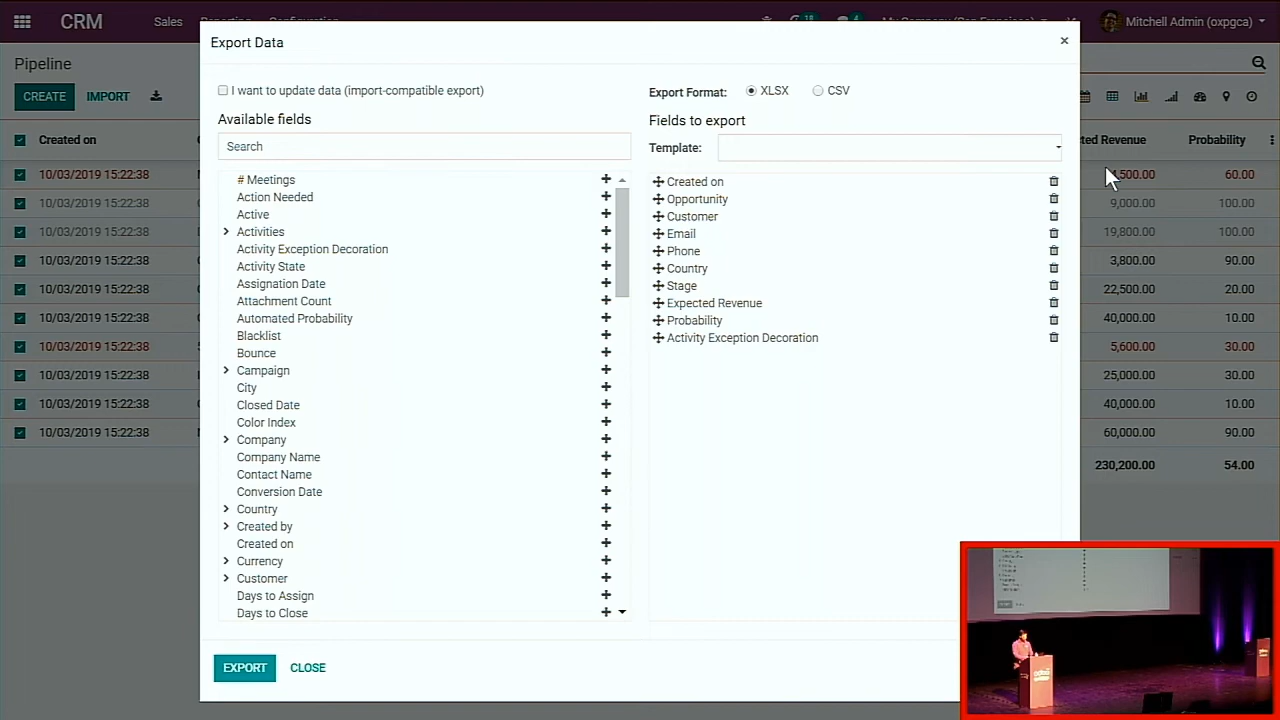 CRM
Sales
Mitchell Admin (oxpgca)
Export Data
Pipeline
CREATE
IMPORT
I want to update data (import-compatible export)
Export Format:
XLSX
CSV
Available fields
Fields to export
Search
Template:
Created on
ed Revenue
Probability
# Meetings
Action Needed
Active
Activities
Activity Exception Decoration
Activity State
Assignation Date
Attachment Count
Automated Probability
Blacklist
Bounce
Campaign
City
Closed Date
Color Index
Company
Company Name
Contact Name
Conversion Date
Country
Created by
Created on
Currency
Customer
Days to Assign
Days to Close
Created on
Opportunity
Customer
Email
Phone
Country
Stage
Expected Revenue
Probability
Activity Exception Decoration
10/03/2019 15:22:38
,500.00
60.00
10/03/2019 15:22:38
9,000.00
100.00
10/03/2019 15:22:38
19,800.00
100.00
10/03/2019 15:22:38
3,800.00
90.00
10/03/2019 15:22:38
22,500.00
20.00
10/03/2019 15:22:38
40,000.00
10.00
10/03/2019 15:22:38
5,600.00
30.00
10/03/2019 15:22:38
25,000.00
30.00
10/03/2019 15:22:38
40,000.00
10.00
10/03/2019 15:22:38
60,000.00
90.00
230,200.00
54.00
EXPORT
CLOSE